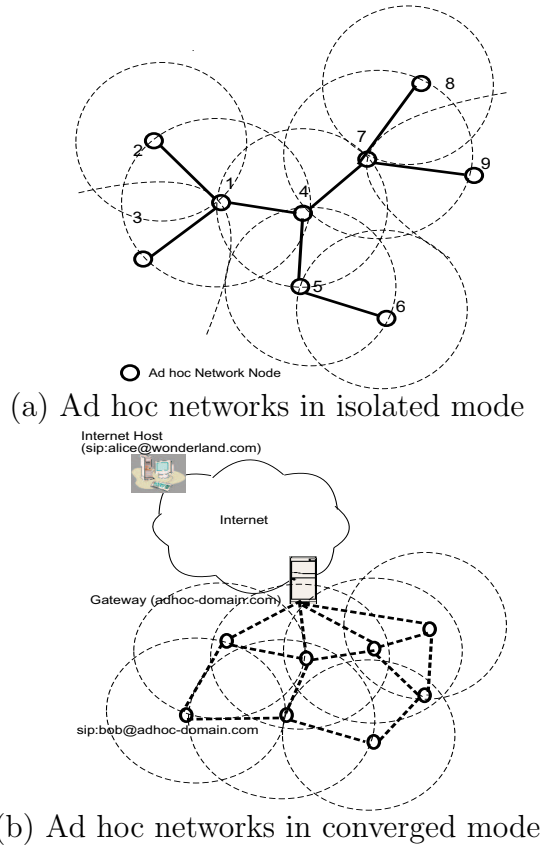 8
7
9
2
1
4
3
5
6
Ad hoc Network Node
(a) Ad hoc networks in isolated mode
Internet Host
(sip:alice@wonderland.com)
Internet
Gateway (adhoc-domain.com)
sip:bob@adhoc-domain.com
(b) Ad hoc networks in converged mode